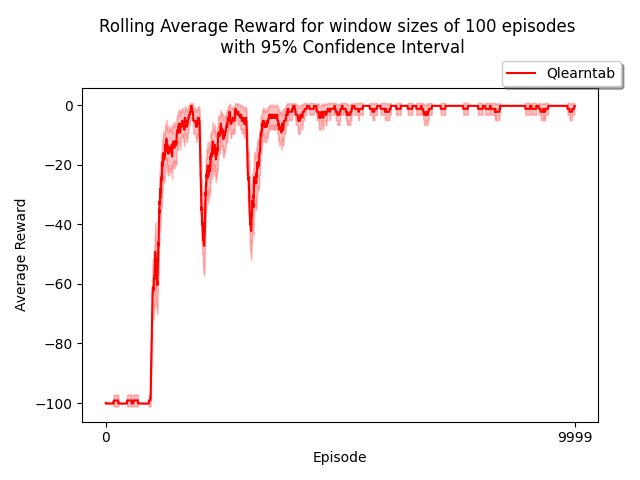 Rolling Average Reward for window sizes of 100 episodes
with 95% Confidence Interval
Qlearntab
0
−20
−40
−60
−80
−100
Average Reward
0
9999
Episode